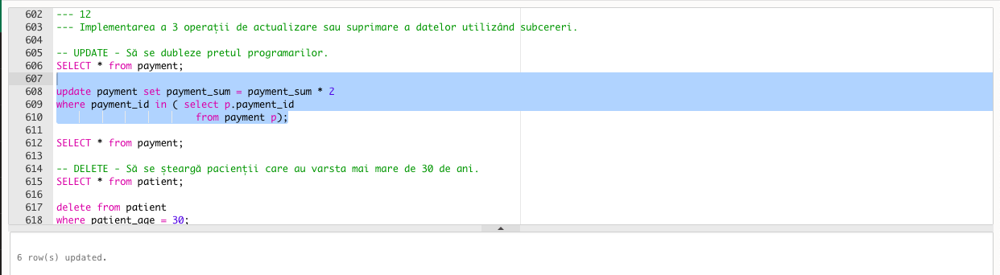 602 --- 12
603 --- Implementarea a 3 operații de actualizare sau suprimare a datelor utilizând subcereri.
604
605 -- UPDATE - Să se dubleze pretul programarilor.
606 SELECT * from payment;
607
608 update payment set payment_sum = payment_sum * 2
609 where payment_id in ( select p.payment_id
610 from payment p);
611
612 SELECT * from payment;
613
614 -- DELETE - Să se șteargă pacienții care au varsta mai mare de 30 de ani.
615 SELECT * from patient;
616
617 delete from patient
618 where patient_age = 30;
6 row(s) updated.